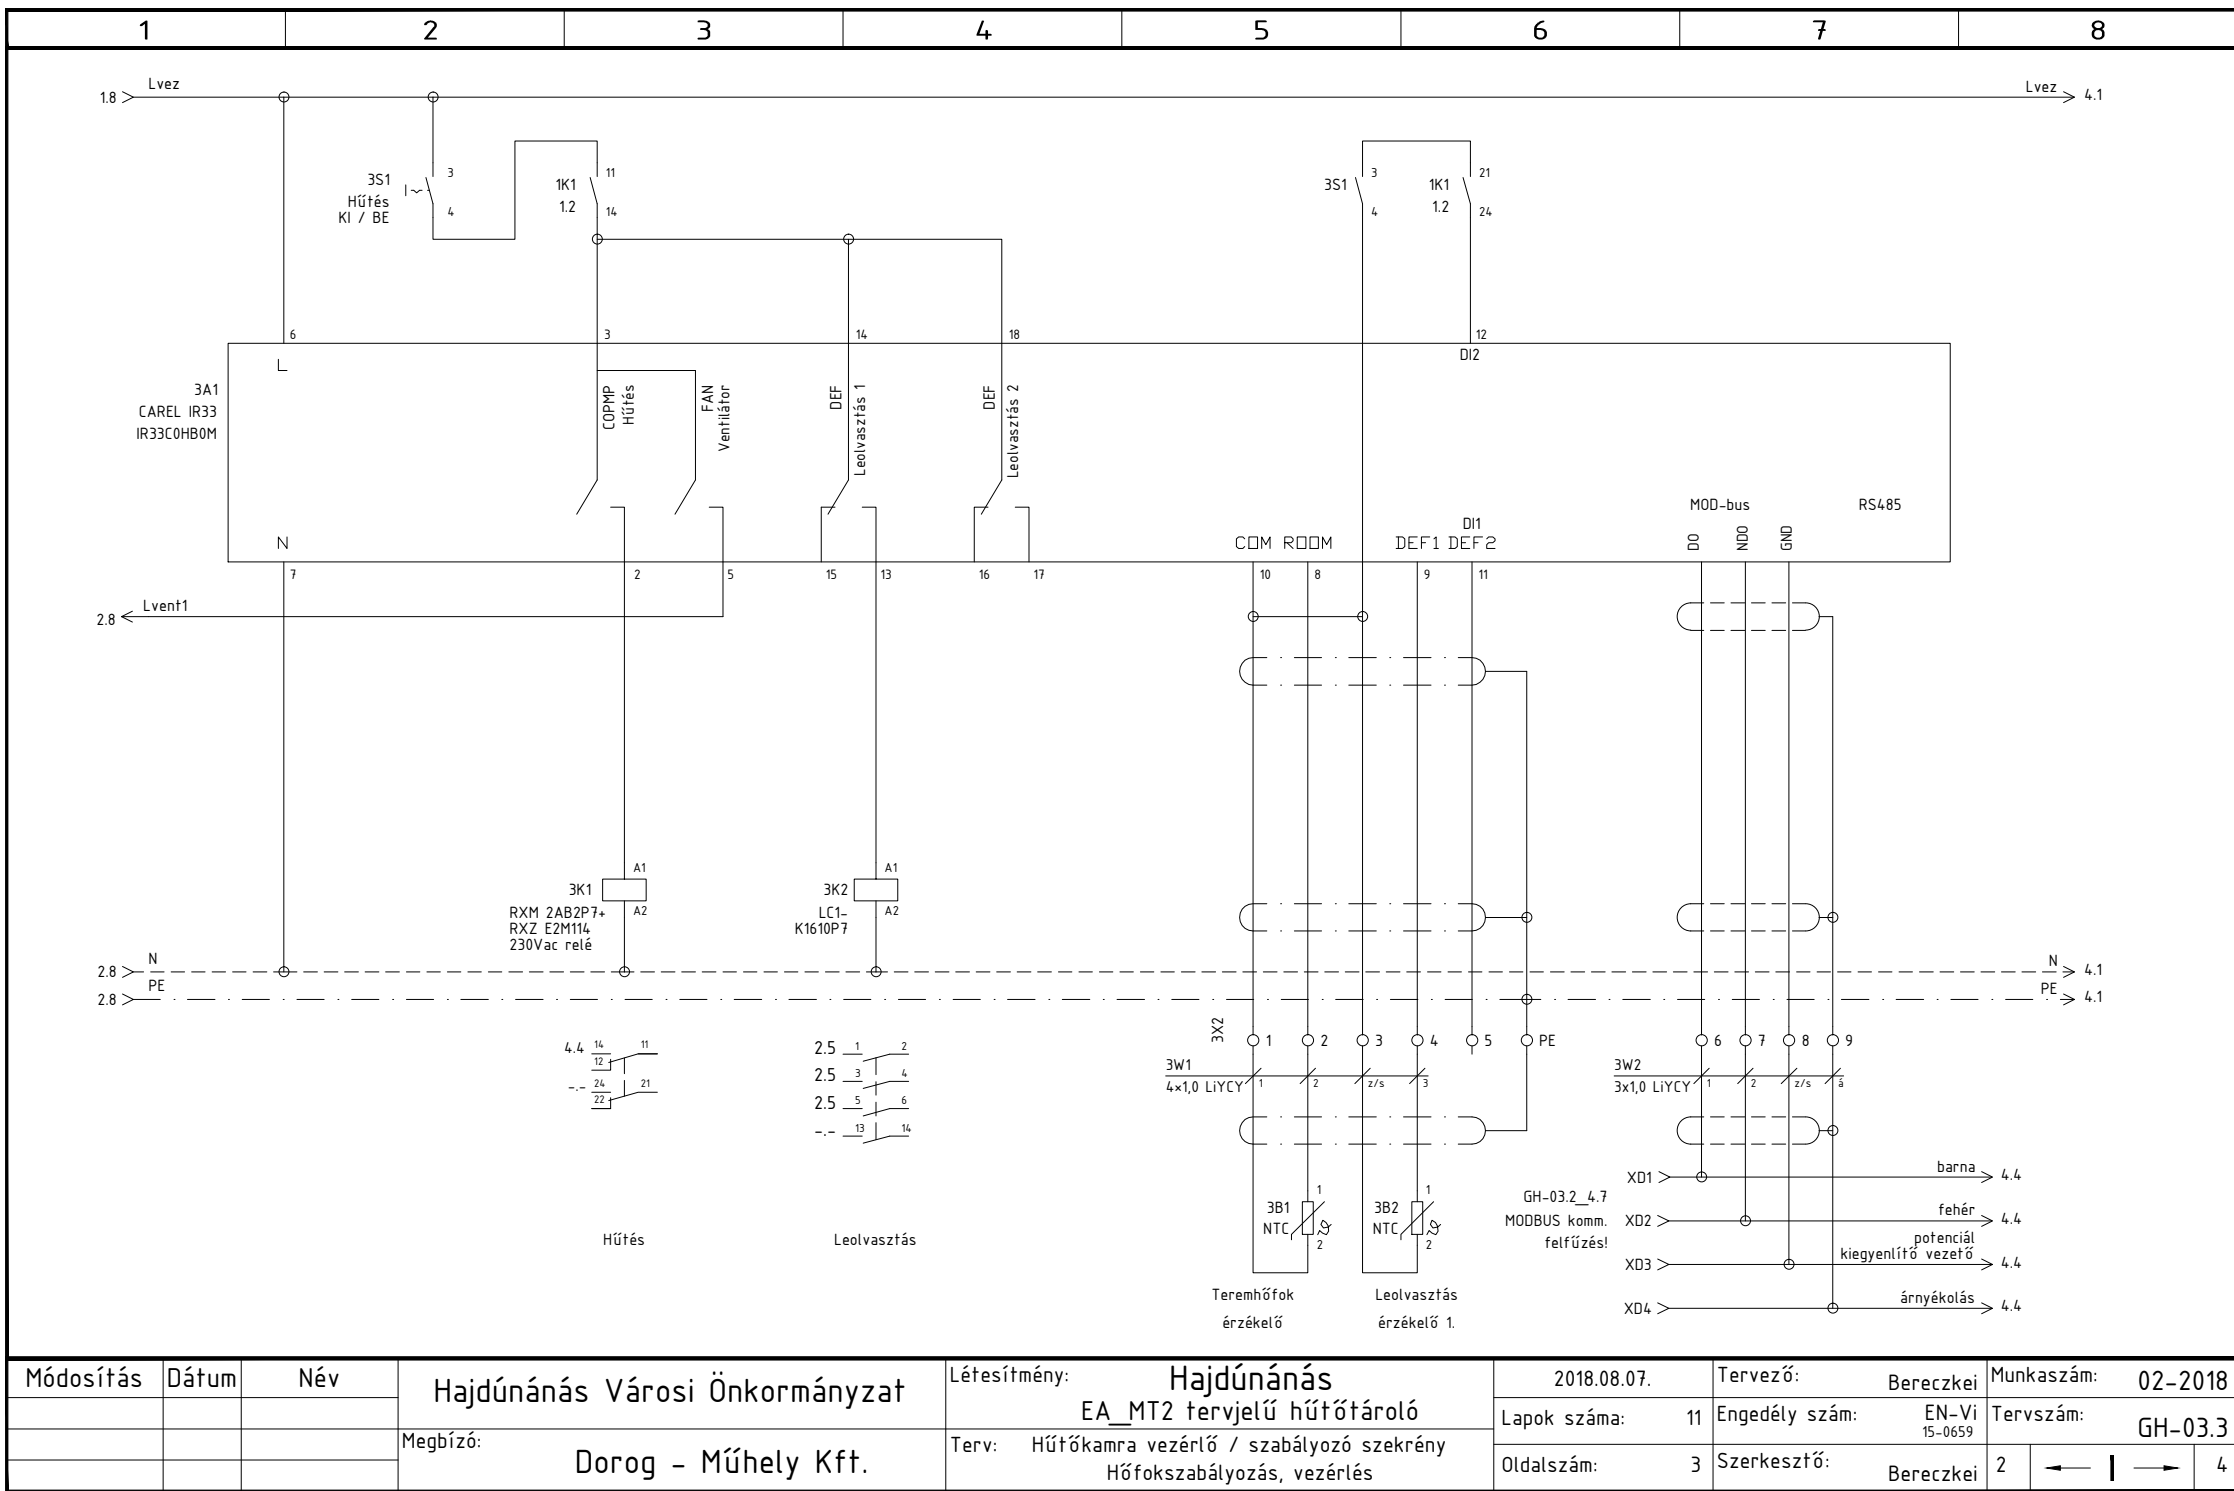 1 2 3 4 5 6 7 8
Lvez
1.8
Lvez
4.1
3S1
Hűtés
KI / BE
3
4
1K1
1.2
11
14
3S1
3
4
1K1
1.2
21
24
6
3
14
18
12
L
DI2
3A1
CAREL IR33
IR33C0HB0M
COPMP
Hűtés
FAN
Ventilátor
DEF
Leolvasztás 1
DEF
Leolvasztás 2
MOD-bus
RS485
DI1
N
COM ROOM
DEF1 DEF2
D0
ND0
GND
7
2
5
15
13
16
17
10
8
9
11
Lvent1
2.8
3K1
RXM 2AB2P7+
RXZ E2M114
230Vac relé
A1
A2
3K2
LC1-
K1610P7
A1
A2
2.8
N
N
4.1
2.8
PE
PE
4.1
4.4 14 11
12
-.- 24 21
22
2.5 1 2
2.5 3 4
2.5 5 6
-.- 13 14
Hűtés
Leolvasztás
3X2
1 2 3 4 5 PE
6 7 8 9
3W1
4×1,0 LiYCY
1 2 z/s 3
3W2
3x1,0 LiYCY
1 2 z/s á
3B1
NTC
1
2
3B2
NTC
1
2
Teremhőfok
érzékelő
Leolvasztás
érzékelő 1.
GH-03.2_4.7
MODBUS komm.
felfűzés!
XD1
barna
4.4
XD2
fehér
4.4
XD3
potenciál
kiegyenlítő vezető
4.4
XD4
árnyékolás
4.4
Módosítás Dátum Név
Hajdúnánás Városi Önkormányzat
Megbízó:
Dorog - Műhely Kft.
Létesítmény: Hajdúnánás
EA_MT2 tervjelű hűtőtároló
Terv: Hűtőkamra vezérlő / szabályozó szekrény
Hőfokszabályozás, vezérlés
2018.08.07.
Lapok száma: 11
Oldalszám: 3
Tervező: Bereczkei
Engedély szám: EN-Vi
15-0659
Szerkesztő: Bereczkei
Munkaszám: 02-2018
Tervszám: GH-03.3
2 4